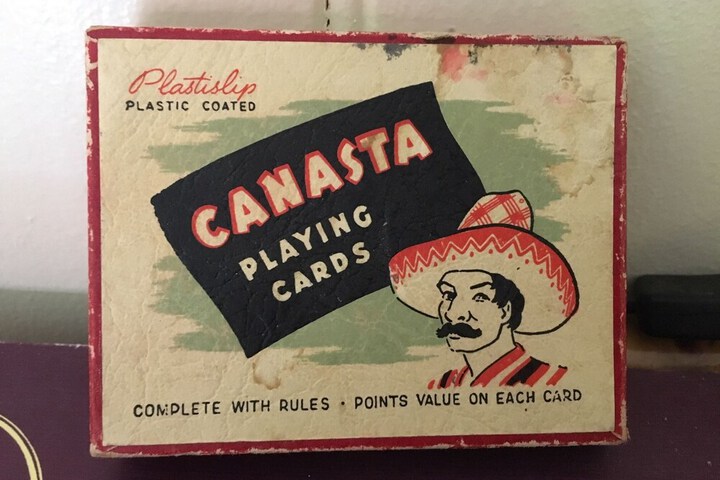 Plastislip
PLASTIC COATED
CANASTA
PLAYING
CARDS
COMPLETE WITH RULES · POINTS VALUE ON EACH CARD